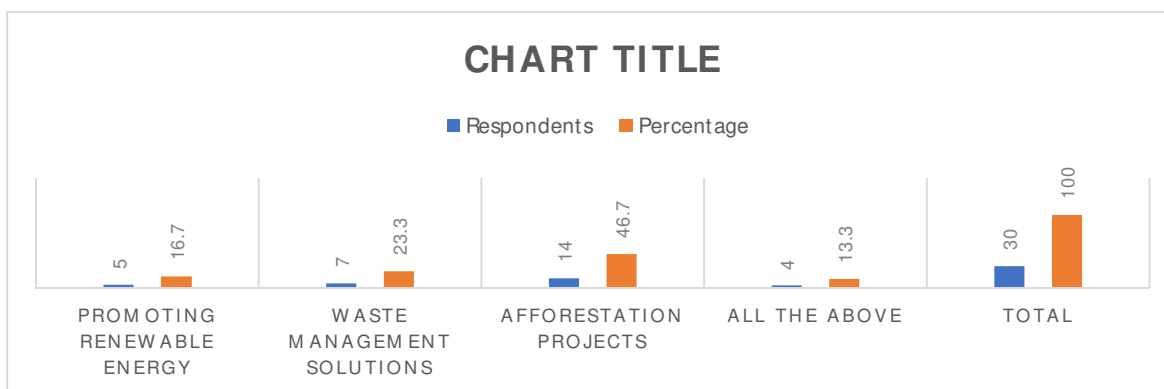 CHART TITLE
Respondents Percentage
5 16.7 7 23.3 14 46.7 4 13.3 30 100
PROMOTING WASTE AFFORESTATION ALL THE ABOVE TOTAL
RENEWABLE MANAGEMENT PROJECTS
ENERGY SOLUTIONS